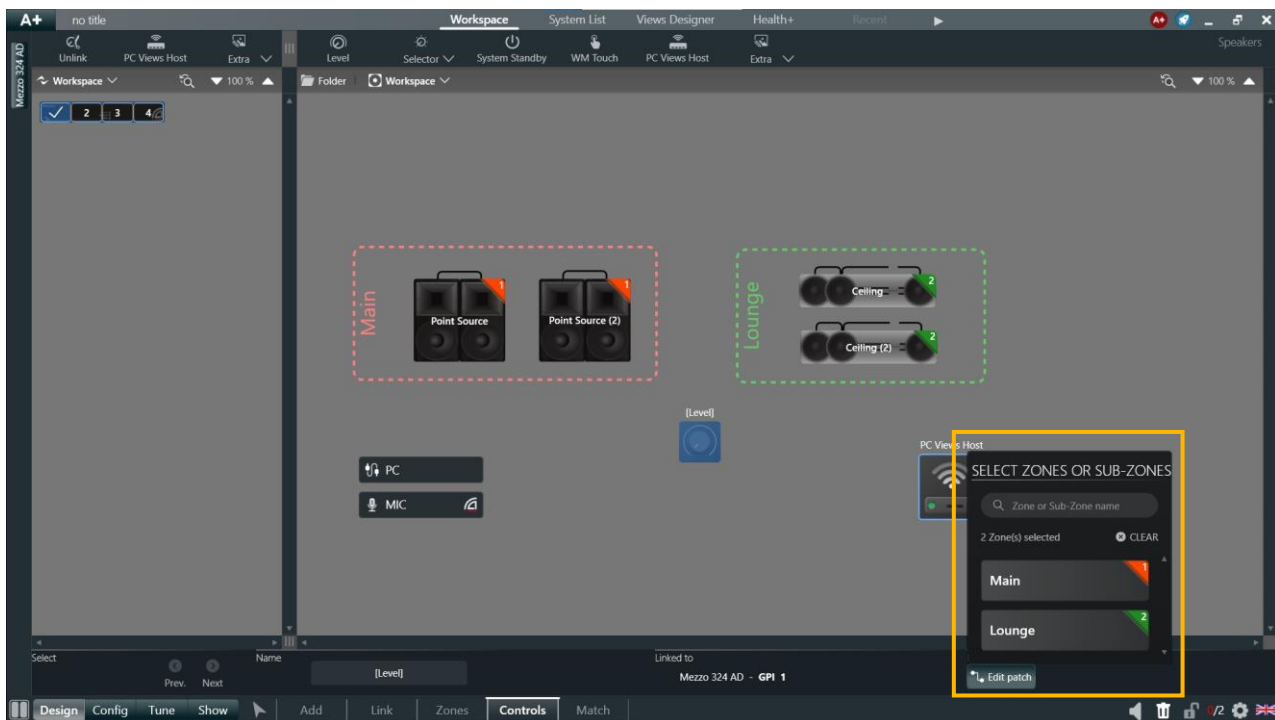 A+ no title Workspace System List Views Designer Health+ Recent A+
Mezzo 324 AD
Unlink PC Views Host Extra
Level Selector System Standby WM Touch PC Views Host Extra Speakers
Workspace 100 %
Folder Workspace 100 %
2 3 4
Main
Point Source 1
Point Source (2) 1
Lounge
Ceiling 2
Ceiling (2) 2
[Level]
PC
MIC
PC Views Host
SELECT ZONES OR SUB-ZONES
Zone or Sub-Zone name
2 Zone(s) selected CLEAR
Main 1
Lounge 2
Select Prev. Next Name
[Level]
Linked to
Mezzo 324 AD - GPI 1
Edit patch
Design Config Tune Show Add Link Zones Controls Match 0/2